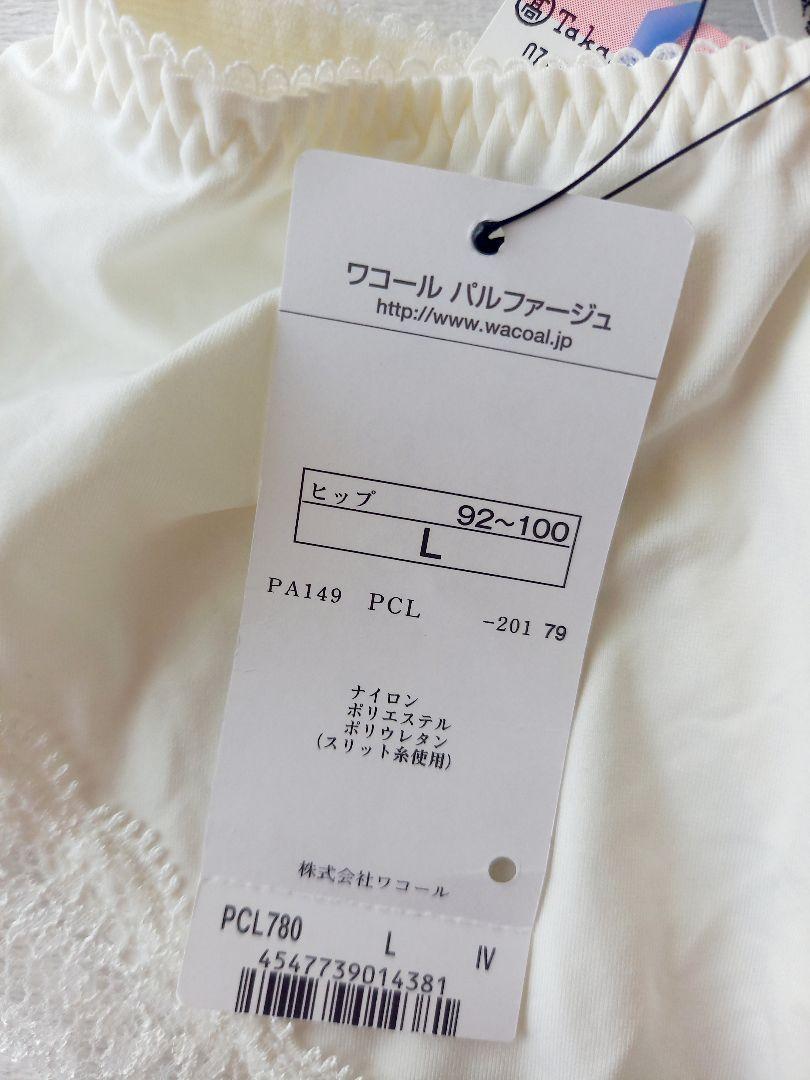 髙 Taka
07
ワコール パルファージュ
http://www.wacoal.jp
ヒップ 92~100
L
PA149 PCL -201 79
ナイロン
ポリエステル
ポリウレタン
(スリット糸使用)
株式会社ワコール
PCL780 L IV
4547739014381